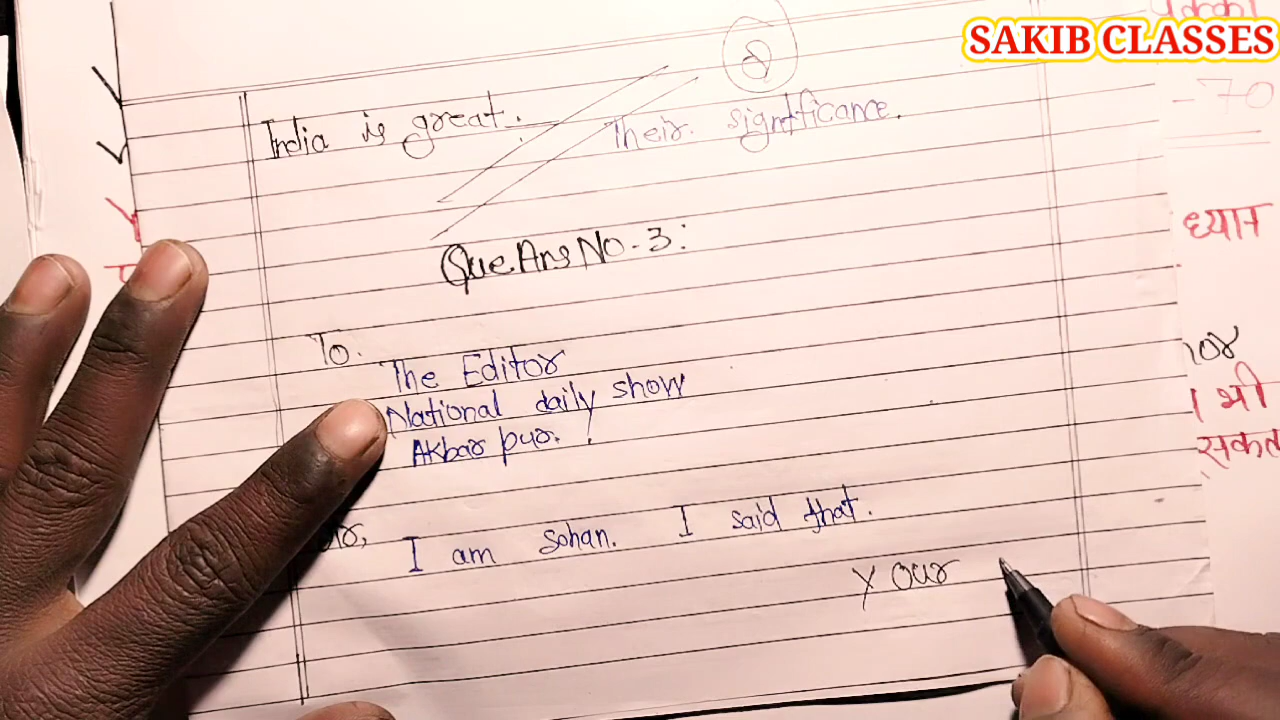 SAKIB CLASSES
- 70
India is great. Their significance.
ध्यान
Que Ans No - 3:
To.
The Editor
National daily show
भी
Akbar pur.
I am sohan. I said that.
Your